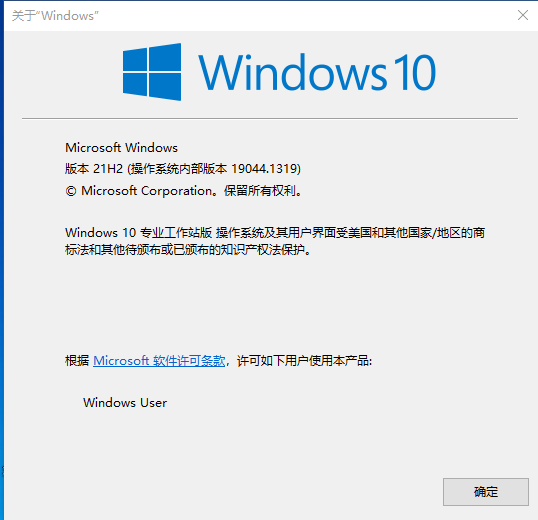 关于“Windows”
Windows 10
Microsoft Windows
版本 21H2 (操作系统内部版本 19044.1319)
© Microsoft Corporation。保留所有权利。
Windows 10 专业工作站版 操作系统及其用户界面受美国和其他国家/地区的商
标法和其他待颁布或已颁布的知识产权法保护。
根据 Microsoft 软件许可条款，许可如下用户使用本产品:
Windows User
确定